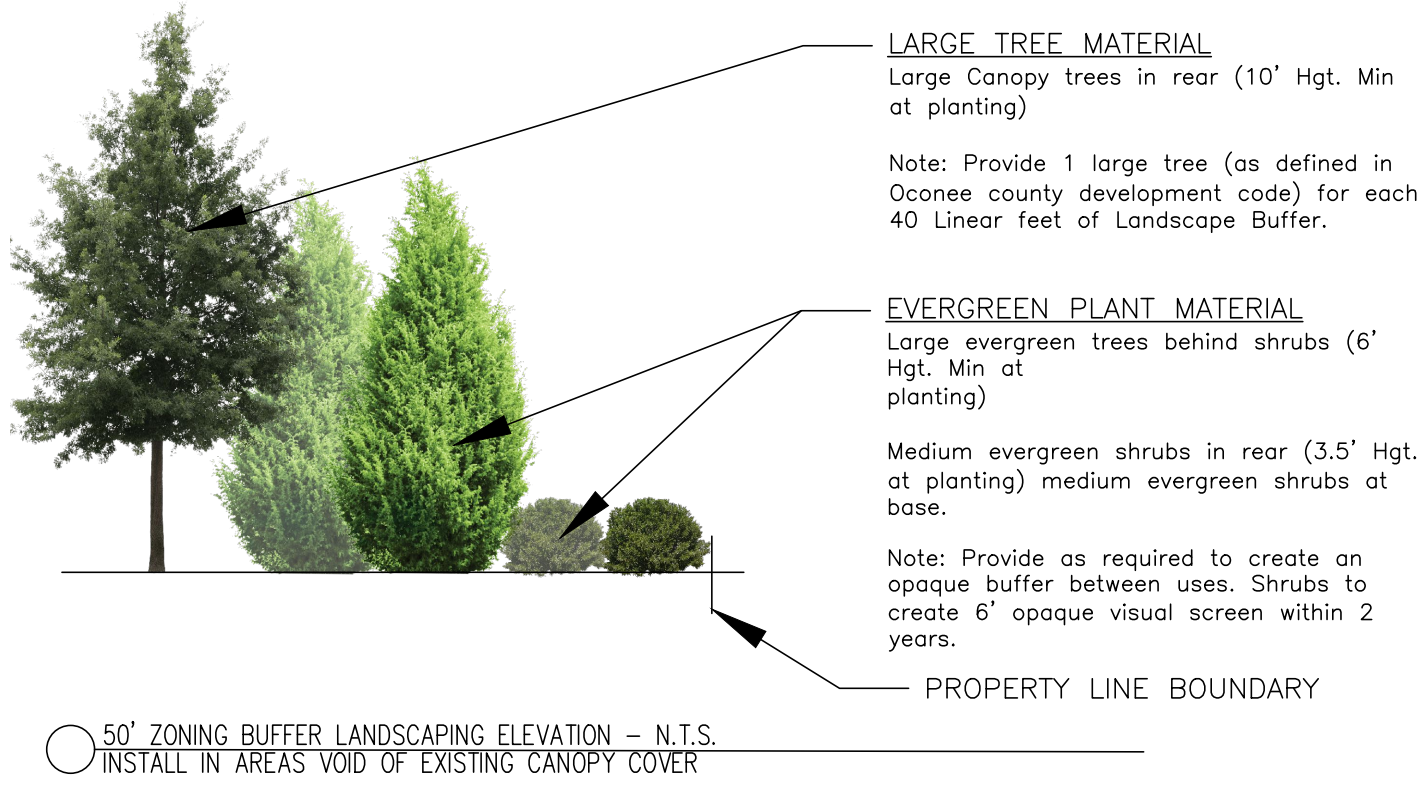 LARGE TREE MATERIAL
Large Canopy trees in rear (10' Hgt. Min
at planting)
Note: Provide 1 large tree (as defined in
Oconee county development code) for each
40 Linear feet of Landscape Buffer.
EVERGREEN PLANT MATERIAL
Large evergreen trees behind shrubs (6'
Hgt. Min at
planting)
Medium evergreen shrubs in rear (3.5' Hgt.
at planting) medium evergreen shrubs at
base.
Note: Provide as required to create an
opaque buffer between uses. Shrubs to
create 6' opaque visual screen within 2
years.
PROPERTY LINE BOUNDARY
50' ZONING BUFFER LANDSCAPING ELEVATION – N.T.S.
INSTALL IN AREAS VOID OF EXISTING CANOPY COVER